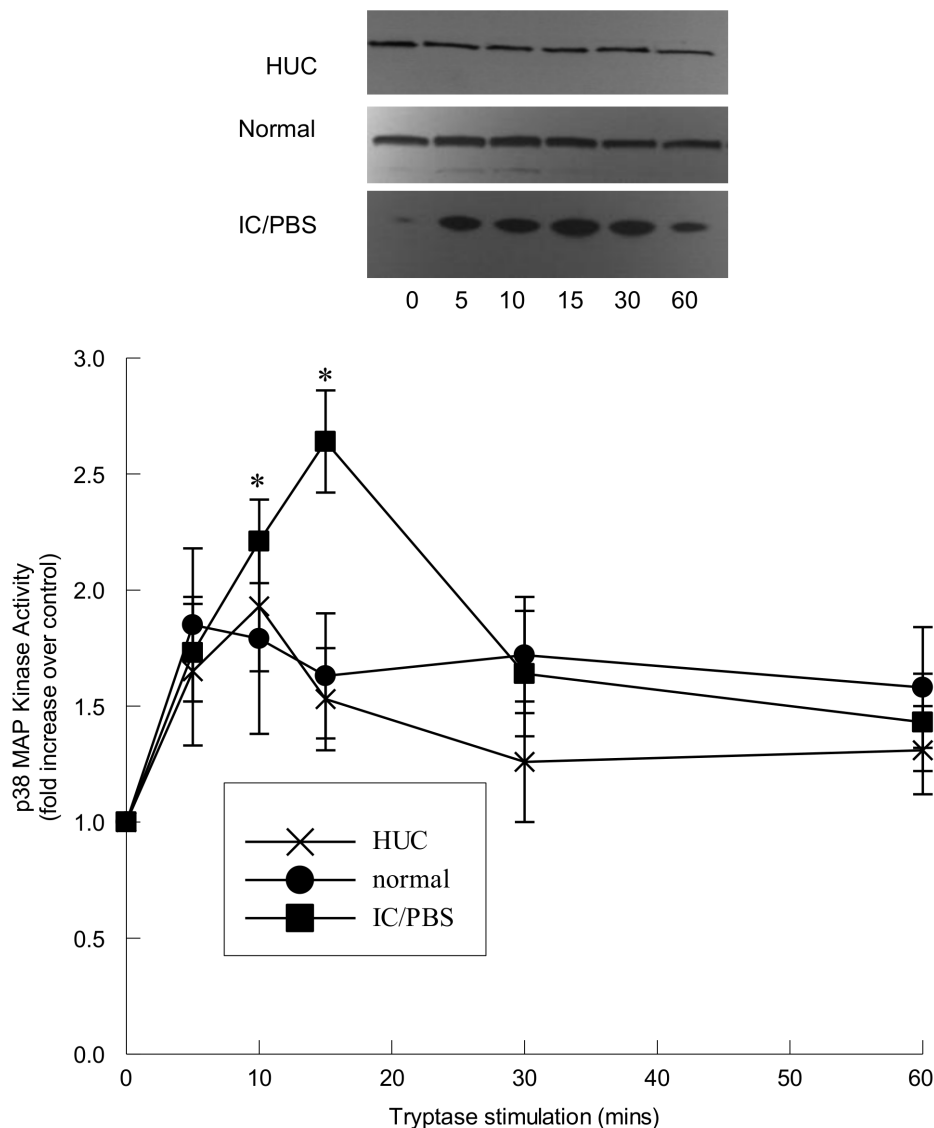 HUC
Normal
IC/PBS
0 5 10 15 30 60
3.0
2.5
2.0
1.5
1.0
0.5
0.0
p38 MAP Kinase Activity
(fold increase over control)
*
*
HUC
normal
IC/PBS
0 10 20 30 40 50 60
Tryptase stimulation (mins)